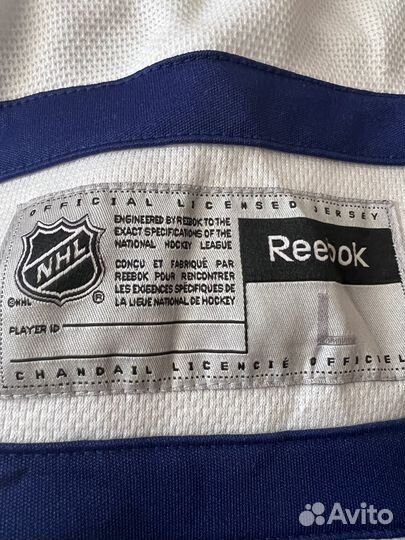 OFFICIAL LICENSED JERSEY
ENGINEERED BY REEBOK TO THE
EXACT SPECIFICATIONS OF THE
NATIONAL HOCKEY LEAGUE
CONÇU ET FABRIQUÉ PAR
REEBOK POUR RENCONTRER
LES EXIGENCES SPÉCIFIQUES DE
LA LIGUE NATIONAL DE HOCKEY
NHL
©NHL
®
Reebok
L
PLAYER ID
CHANDAIL LICENCIÉ OFFICIEL
Avito